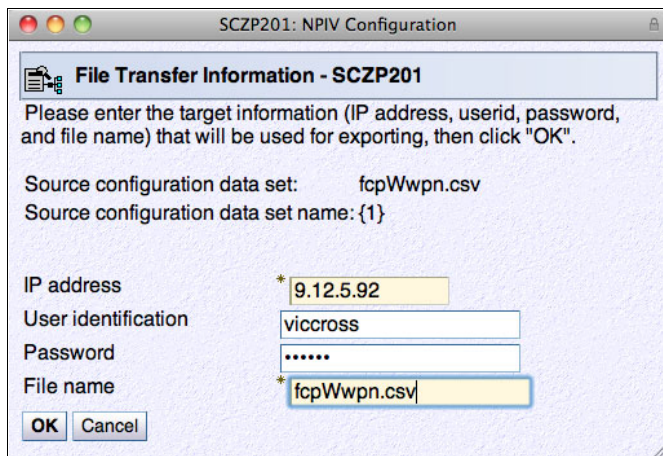 SCZP201: NPIV Configuration
File Transfer Information - SCZP201
Please enter the target information (IP address, userid, password,
and file name) that will be used for exporting, then click "OK".
Source configuration data set: fcpWwpn.csv
Source configuration data set name: {1}
IP address * 9.12.5.92
User identification viccross
Password ••••••
File name * fcpWwpn.csv
OK Cancel